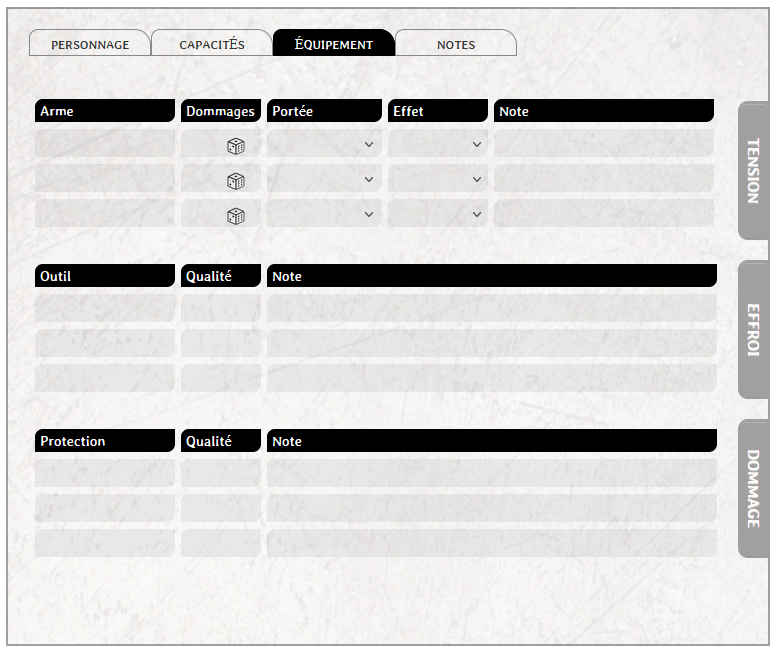 PERSONNAGE CAPACITÉS ÉQUIPEMENT NOTES
Arme Dommages Portée Effet Note
Outil Qualité Note
Protection Qualité Note
TENSION
EFFROI
DOMMAGE